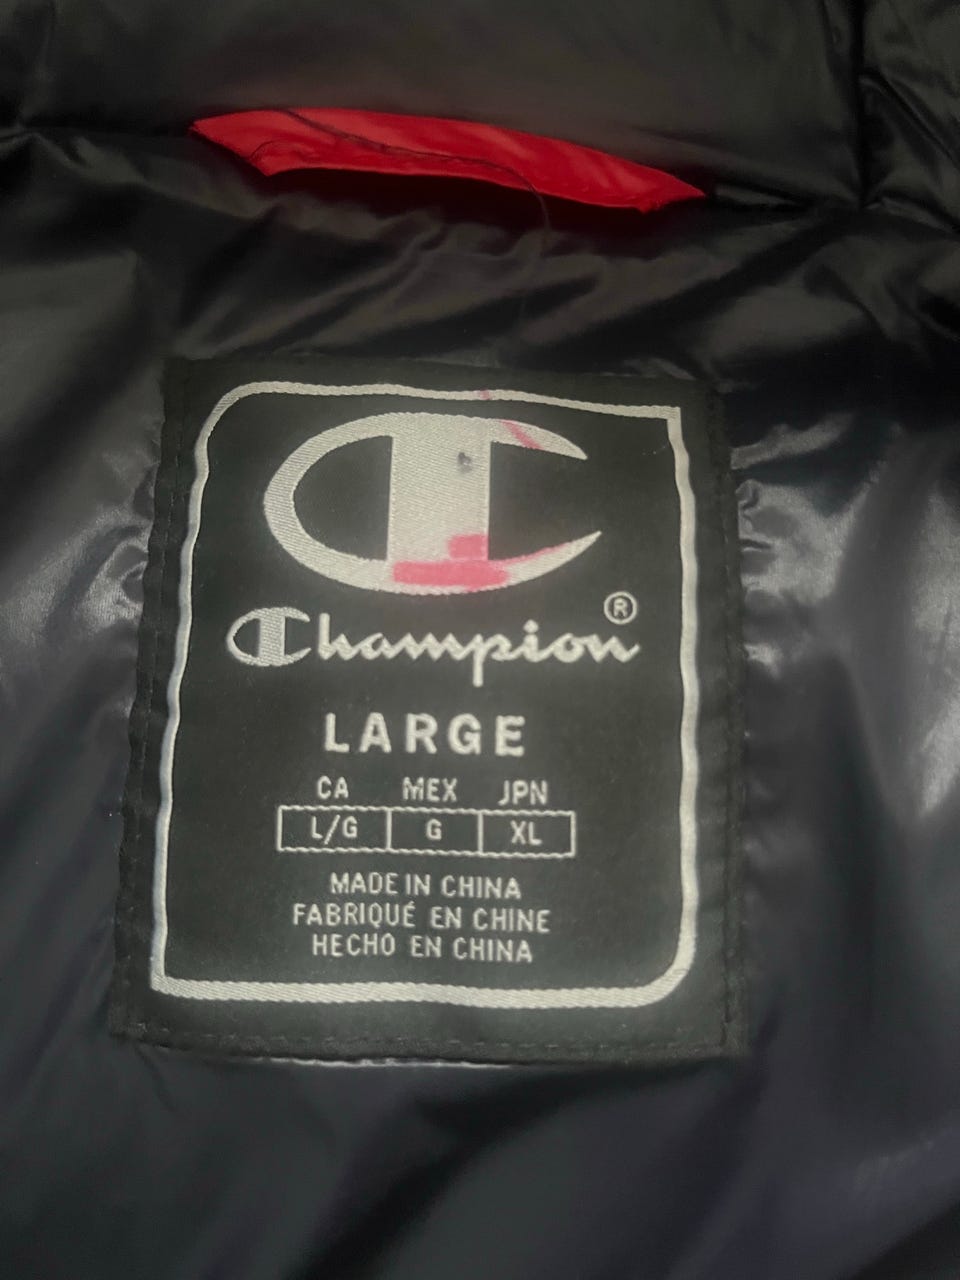 Champion®
LARGE
CA MEX JPN
L/G G XL
MADE IN CHINA
FABRIQUÉ EN CHINE
HECHO EN CHINA